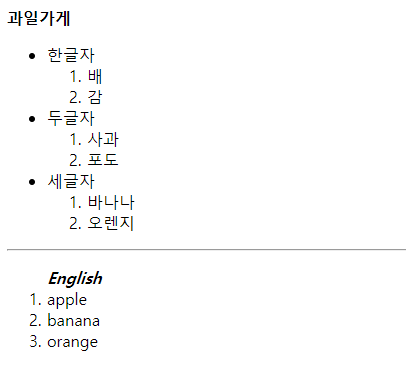 과일가게
• 한글자
1. 배
2. 감
• 두글자
1. 사과
2. 포도
• 세글자
1. 바나나
2. 오렌지
English
1. apple
2. banana
3. orange